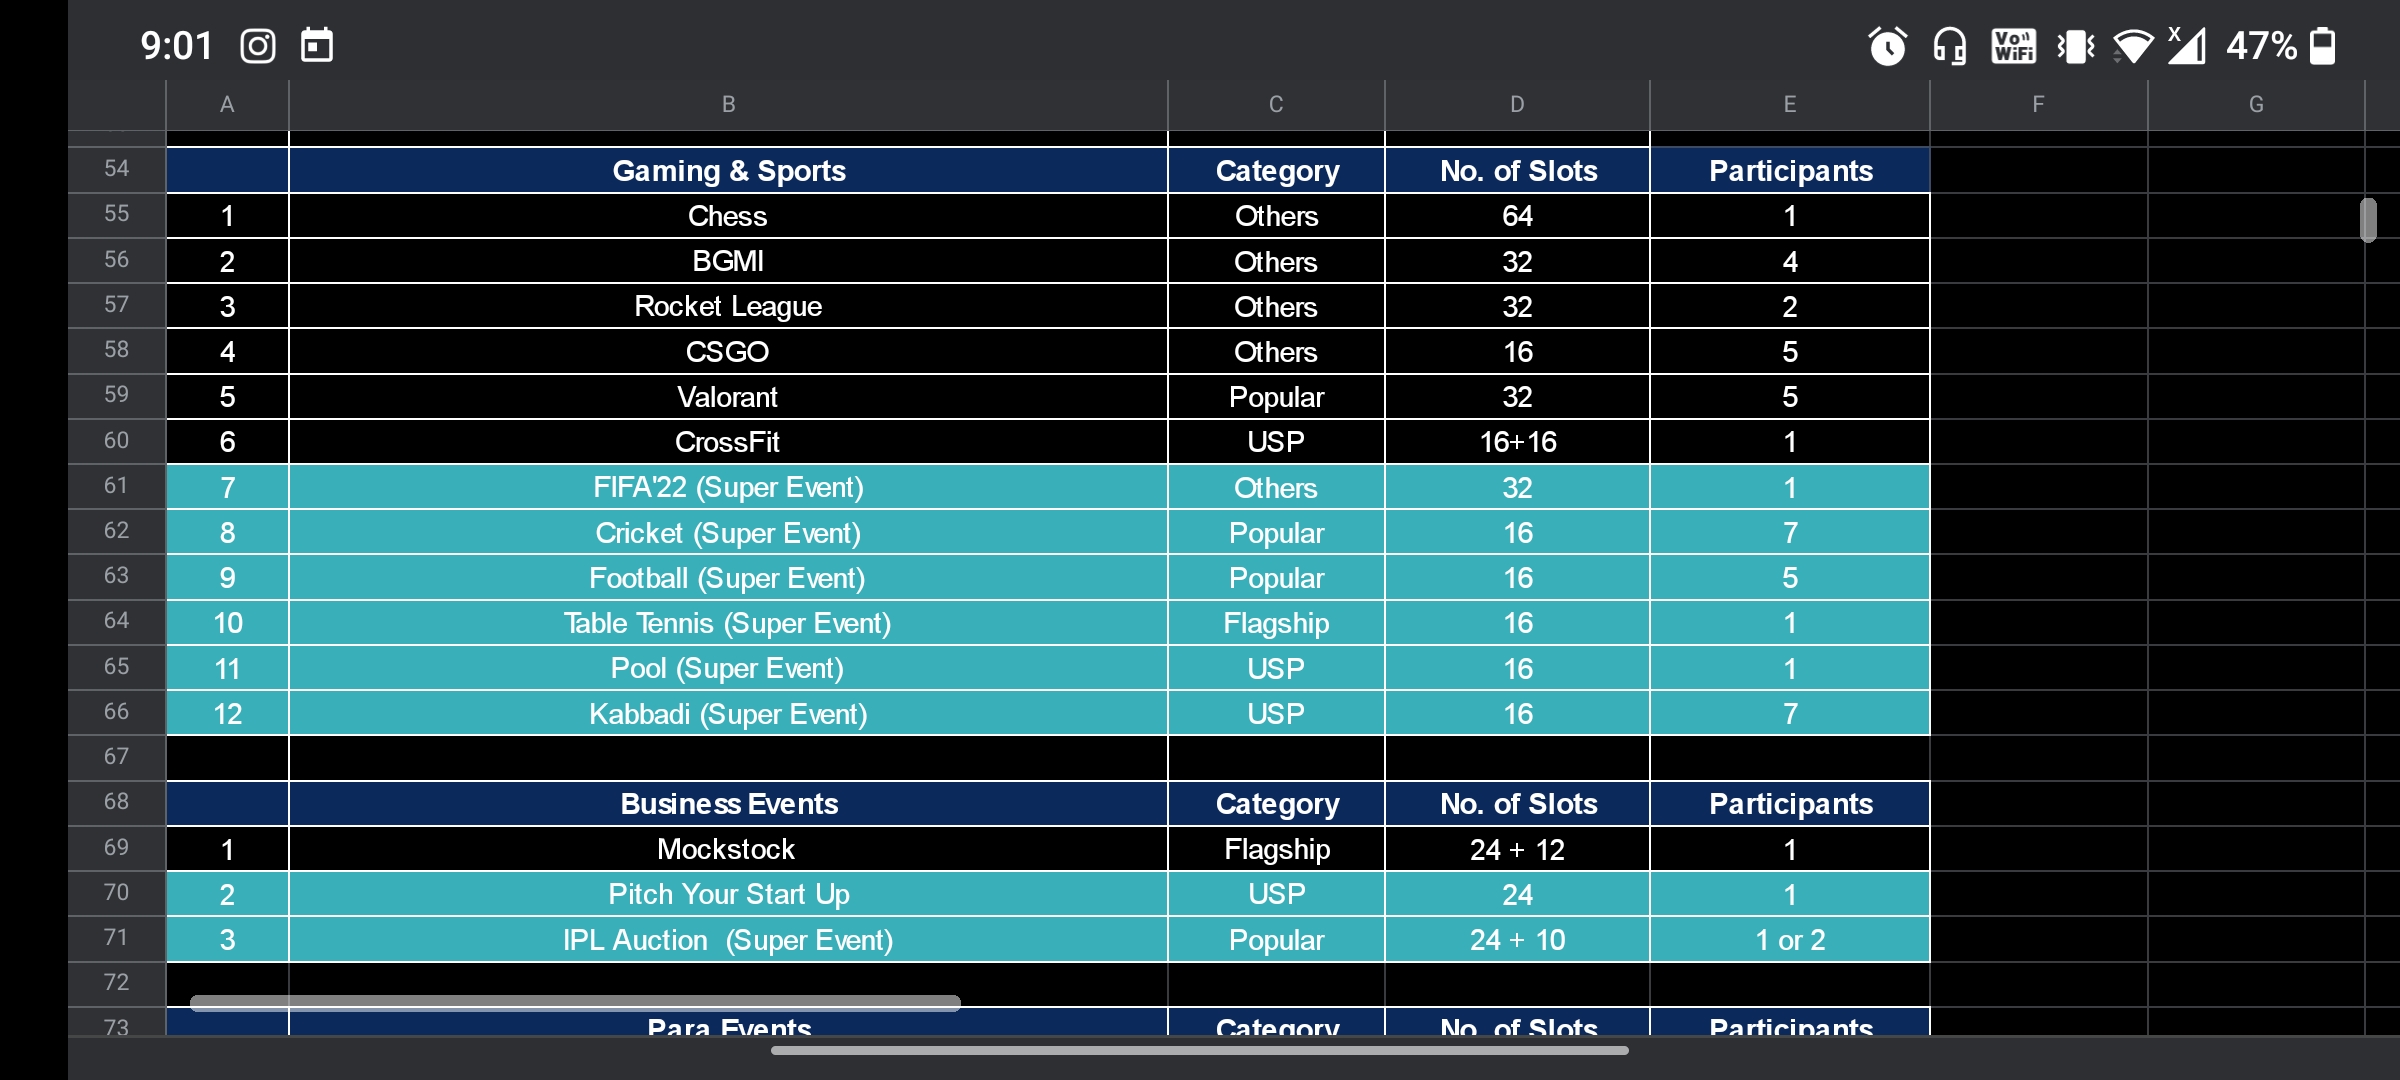 9:01 Vo WiFi X 47%
A B C D E F G
54 Gaming & Sports Category No. of Slots Participants
55 1 Chess Others 64 1
56 2 BGMI Others 32 4
57 3 Rocket League Others 32 2
58 4 CSGO Others 16 5
59 5 Valorant Popular 32 5
60 6 CrossFit USP 16+16 1
61 7 FIFA'22 (Super Event) Others 32 1
62 8 Cricket (Super Event) Popular 16 7
63 9 Football (Super Event) Popular 16 5
64 10 Table Tennis (Super Event) Flagship 16 1
65 11 Pool (Super Event) USP 16 1
66 12 Kabbadi (Super Event) USP 16 7
67
68 Business Events Category No. of Slots Participants
69 1 Mockstock Flagship 24 + 12 1
70 2 Pitch Your Start Up USP 24 1
71 3 IPL Auction (Super Event) Popular 24 + 10 1 or 2
72
73 Para Events Category No. of Slots Participants